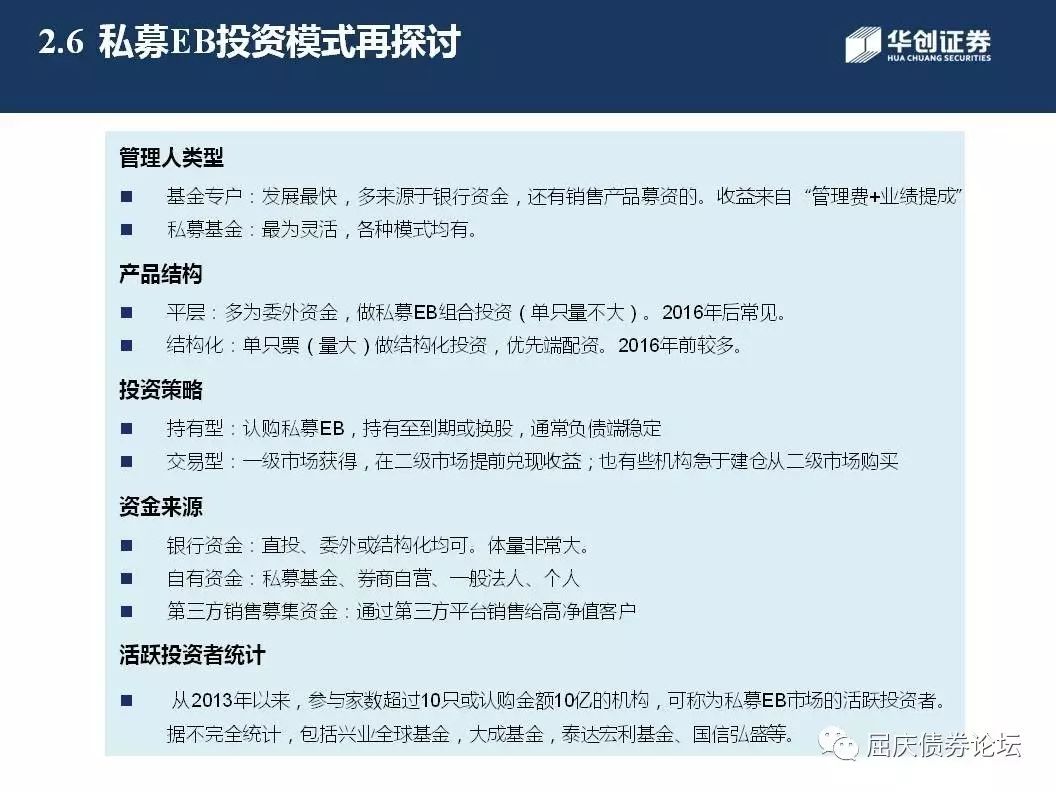 2.6 私募EB投资模式再探讨
华创证券
HUA CHUANG SECURITIES
管理人类型
■ 基金专户：发展最快，多来源于银行资金，还有销售产品募资的。收益来自“管理费+业绩提成”
■ 私募基金：最为灵活，各种模式均有。
产品结构
■ 平层：多为委外资金，做私募EB组合投资（单只量不大）。2016年后常见。
■ 结构化：单只票（量大）做结构化投资，优先端配资。2016年前较多。
投资策略
■ 持有型：认购私募EB，持有至到期或换股，通常负债端稳定
■ 交易型：一级市场获得，在二级市场提前兑现收益；也有些机构急于建仓从二级市场购买
资金来源
■ 银行资金：直投、委外或结构化均可。体量非常大。
■ 自有资金：私募基金、券商自营、一般法人、个人
■ 第三方销售募集资金：通过第三方平台销售给高净值客户
活跃投资者统计
■ 从2013年以来，参与家数超过10只或认购金额10亿的机构，可称为私募EB市场的活跃投资者。
据不完全统计，包括兴业全球基金，大成基金，泰达宏利基金、国信弘盛等。
屈庆债券论坛